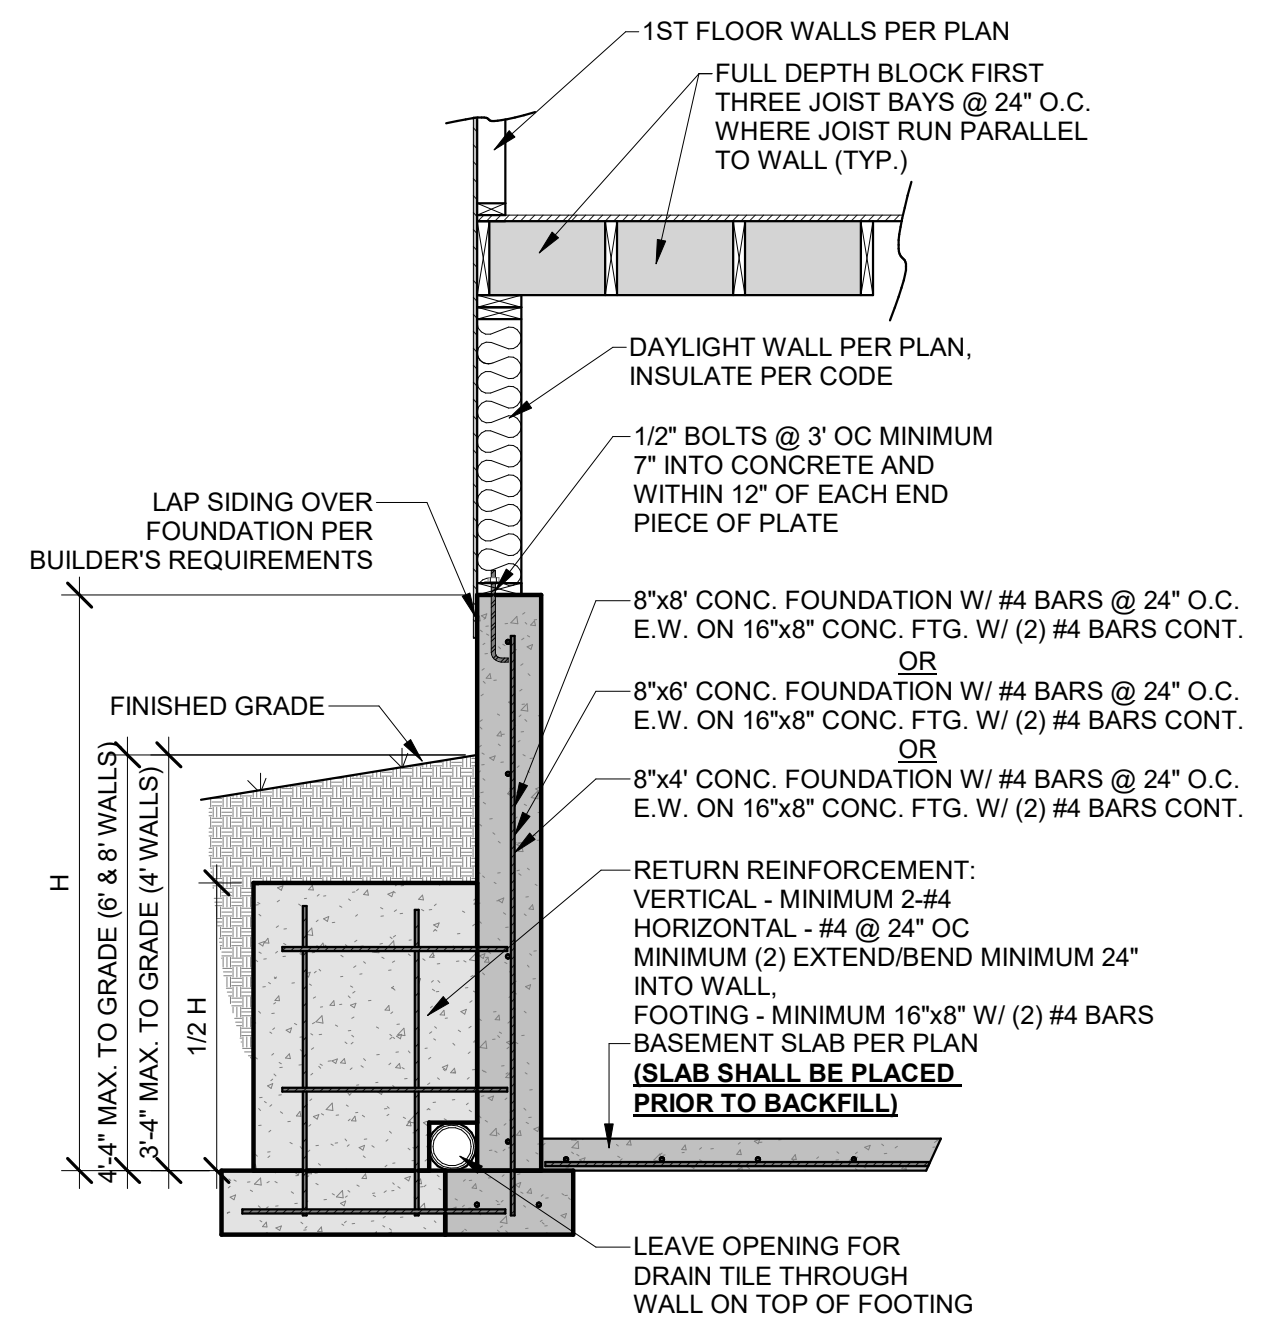 1ST FLOOR WALLS PER PLAN
FULL DEPTH BLOCK FIRST
THREE JOIST BAYS @ 24" O.C.
WHERE JOIST RUN PARALLEL
TO WALL (TYP.)
DAYLIGHT WALL PER PLAN,
INSULATE PER CODE
1/2" BOLTS @ 3' OC MINIMUM
7" INTO CONCRETE AND
WITHIN 12" OF EACH END
PIECE OF PLATE
LAP SIDING OVER
FOUNDATION PER
BUILDER'S REQUIREMENTS
8"x8' CONC. FOUNDATION W/ #4 BARS @ 24" O.C.
E.W. ON 16"x8" CONC. FTG. W/ (2) #4 BARS CONT.
OR
8"x6' CONC. FOUNDATION W/ #4 BARS @ 24" O.C.
E.W. ON 16"x8" CONC. FTG. W/ (2) #4 BARS CONT.
OR
8"x4' CONC. FOUNDATION W/ #4 BARS @ 24" O.C.
E.W. ON 16"x8" CONC. FTG. W/ (2) #4 BARS CONT.
FINISHED GRADE
H
4'-4" MAX. TO GRADE (6' & 8' WALLS)
3'-4" MAX. TO GRADE (4' WALLS)
1/2 H
RETURN REINFORCEMENT:
VERTICAL - MINIMUM 2-#4
HORIZONTAL - #4 @ 24" OC
MINIMUM (2) EXTEND/BEND MINIMUM 24"
INTO WALL,
FOOTING - MINIMUM 16"x8" W/ (2) #4 BARS
BASEMENT SLAB PER PLAN
(SLAB SHALL BE PLACED
PRIOR TO BACKFILL)
LEAVE OPENING FOR
DRAIN TILE THROUGH
WALL ON TOP OF FOOTING